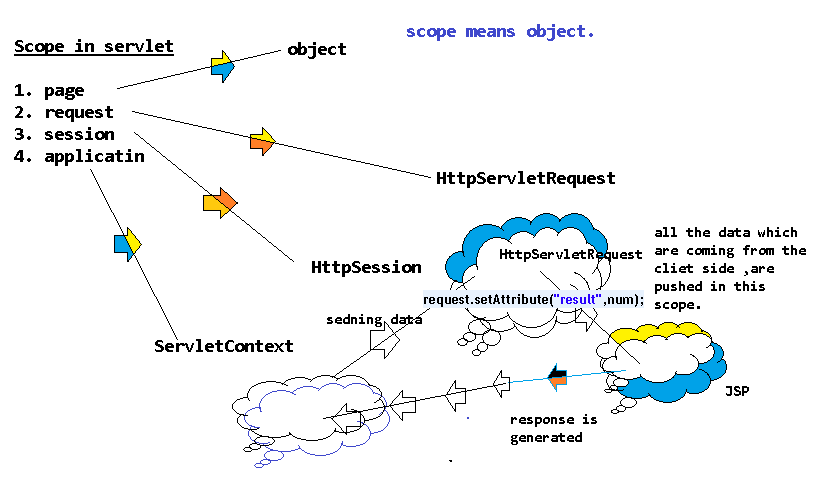 scope means object.
Scope in servlet
object
1. page
2. request
3. session
4. applicatin
HttpServletRequest
HttpSession
ServletContext
HttpServletRequest
request.setAttribute("result",num);
all the data which
are coming from the
cliet side ,are
pushed in this
scope.
sedning data
JSP
response is
generated